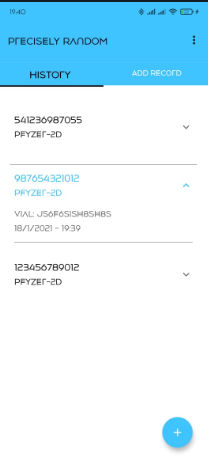 19:40
PRECISELY RANDOM
HISTORY
ADD RECORD
541236987055
PFYZER-2D
987654321012
PFYZER-2D
VIAL: JS6F6SISHBSHBS
18/1/2021 - 19:39
123456789012
PFYZER-2D
+